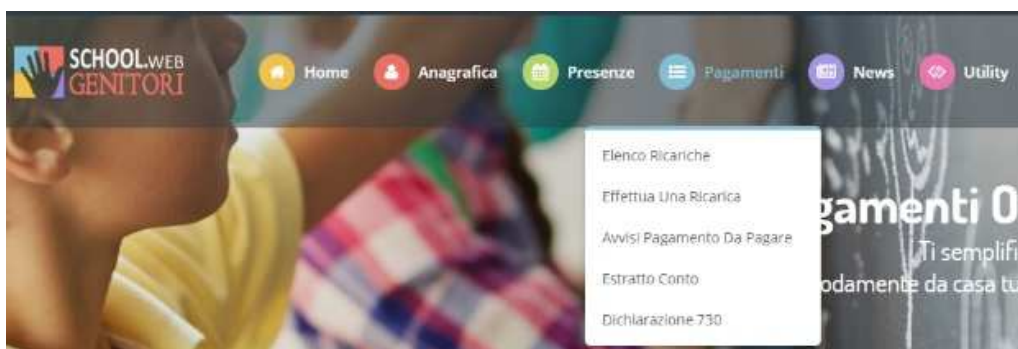 SCHOOL.WEB
GENITORI
Home
Anagrafica
Presenze
Pagamenti
News
Utility
Elenco Ricariche
Effettua Una Ricarica
Avvisi Pagamento Da Pagare
Estratto Conto
Dichiarazione 730
gamenti O
Ti semplifi
odamente da casa tu